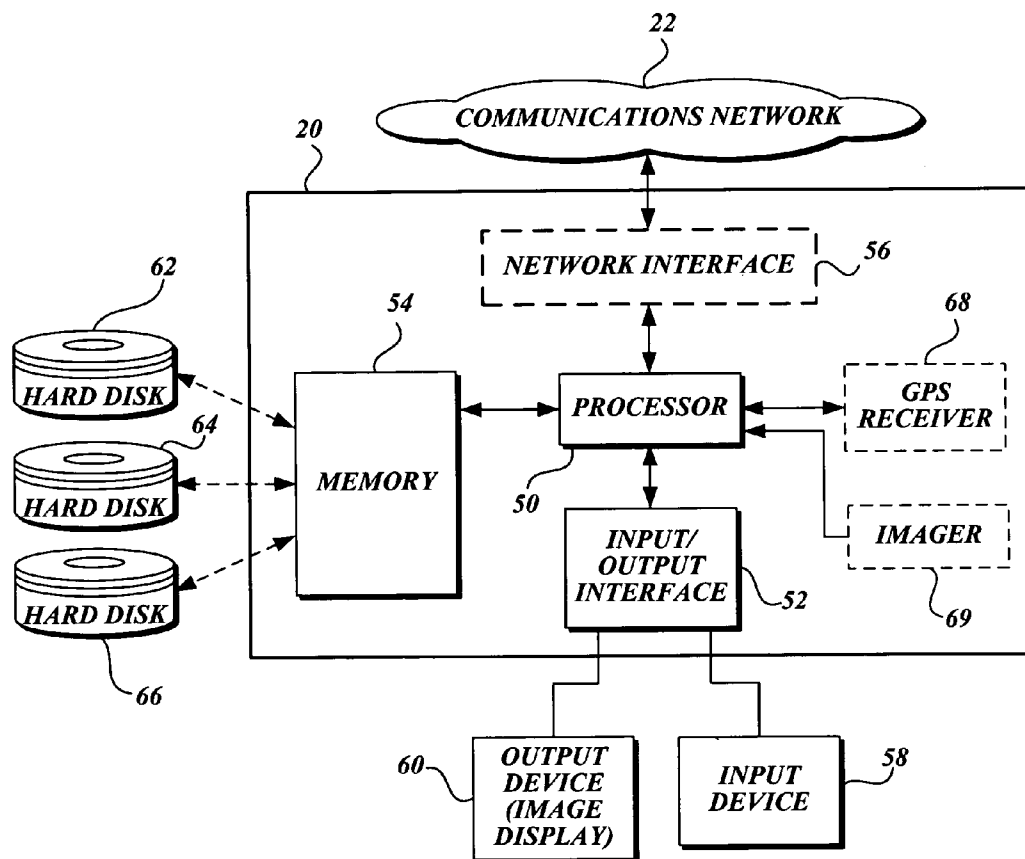 22
COMMUNICATIONS NETWORK
20
NETWORK INTERFACE
56
62
54
68
HARD DISK
PROCESSOR
GPS
RECEIVER
64
MEMORY
50
HARD DISK
INPUT/
OUTPUT
INTERFACE
IMAGER
52
69
HARD DISK
66
60
OUTPUT
DEVICE
(IMAGE
DISPLAY)
INPUT
DEVICE
58